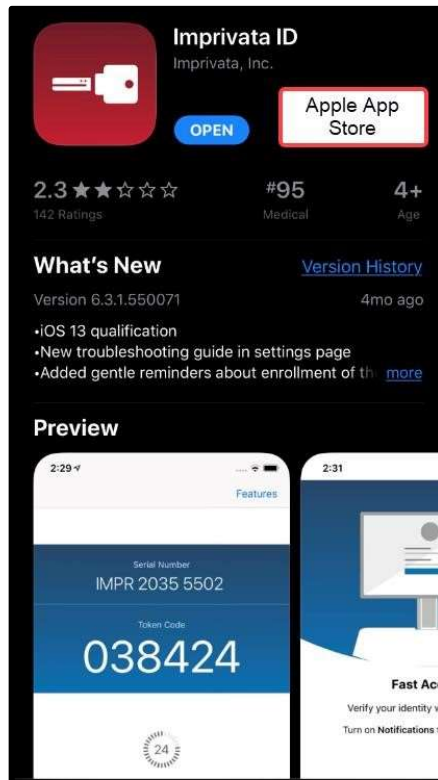 Imprivata ID
Imprivata, Inc.
OPEN
Apple App
Store
2.3 ★★☆☆☆
#95
4+
142 Ratings
Medical
Age
What's New
Version History
Version 6.3.1.550071
4mo ago
•iOS 13 qualification
•New troubleshooting guide in settings page
•Added gentle reminders about enrollment of th
more
Preview
2:29
Features
Serial Number
IMPR 2035 5502
Token Code
038424
24
2:31
Fast Acc
Verify your identity w
Turn on Notifications f